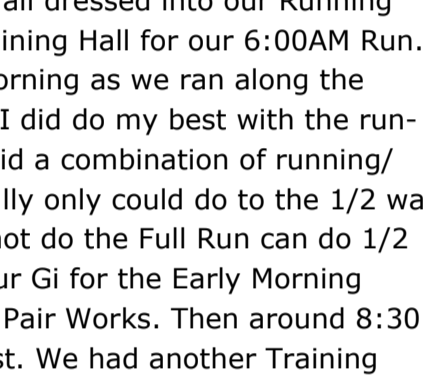 all dressed into our Running
ining Hall for our 6:00AM Run.
orning as we ran along the
I did do my best with the run-
id a combination of running/
lly only could do to the 1/2 wa
not do the Full Run can do 1/2
ur Gi for the Early Morning
Pair Works. Then around 8:30
st. We had another Training